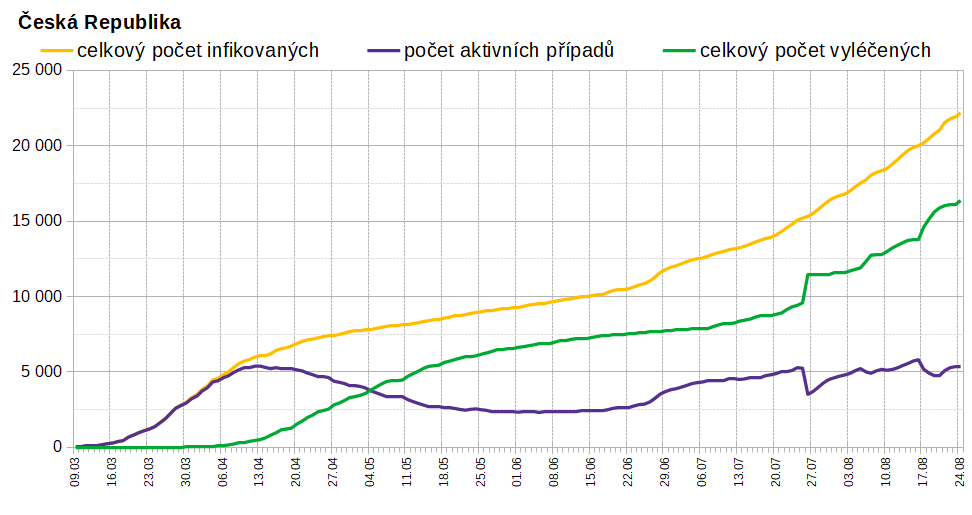 Česká Republika
celkový počet infikovaných počet aktivních případů celkový počet vyléčených
25 000
20 000
15 000
10 000
5 000
0
09.03 16.03 23.03 30.03 06.04 13.04 20.04 27.04 04.05 11.05 18.05 25.05 01.06 08.06 15.06 22.06 29.06 06.07 13.07 20.07 27.07 03.08 10.08 17.08 24.08